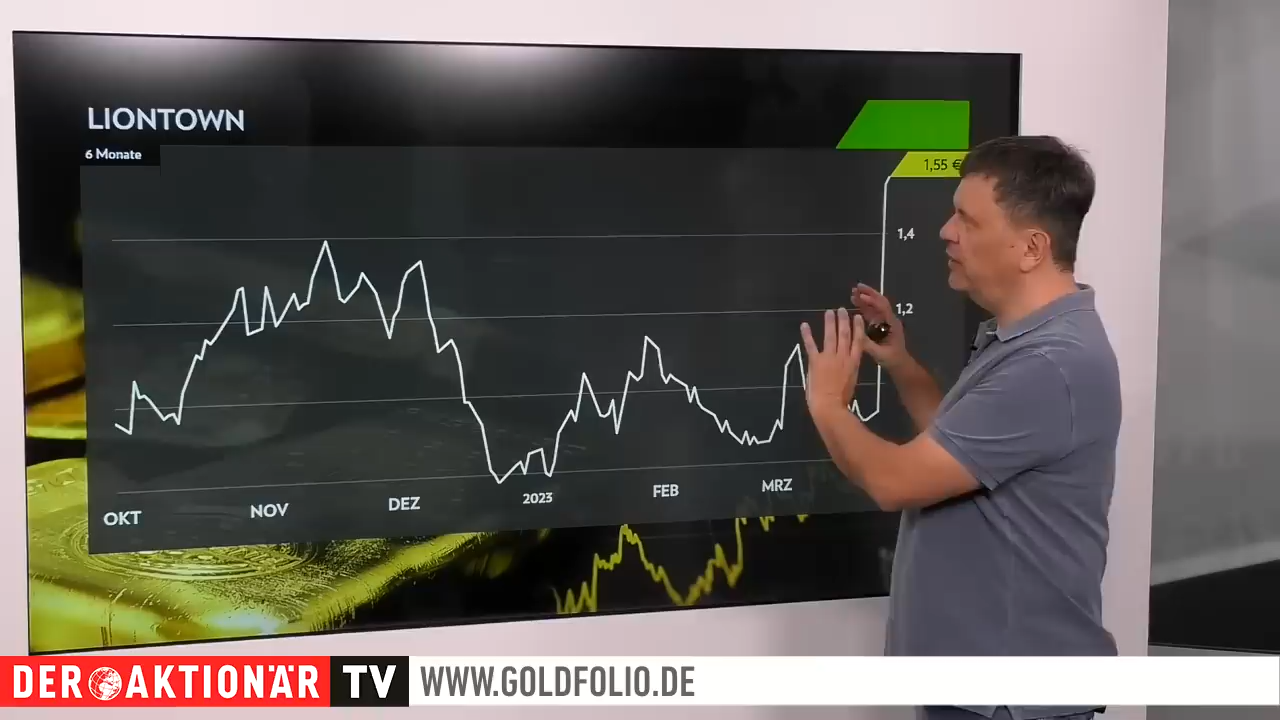 LIONTOWN
6 Monate
1,55 €
1,4
1,2
OKT
NOV
DEZ
2023
FEB
MRZ
DER AKTIONÄR TV
WWW.GOLDFOLIO.DE